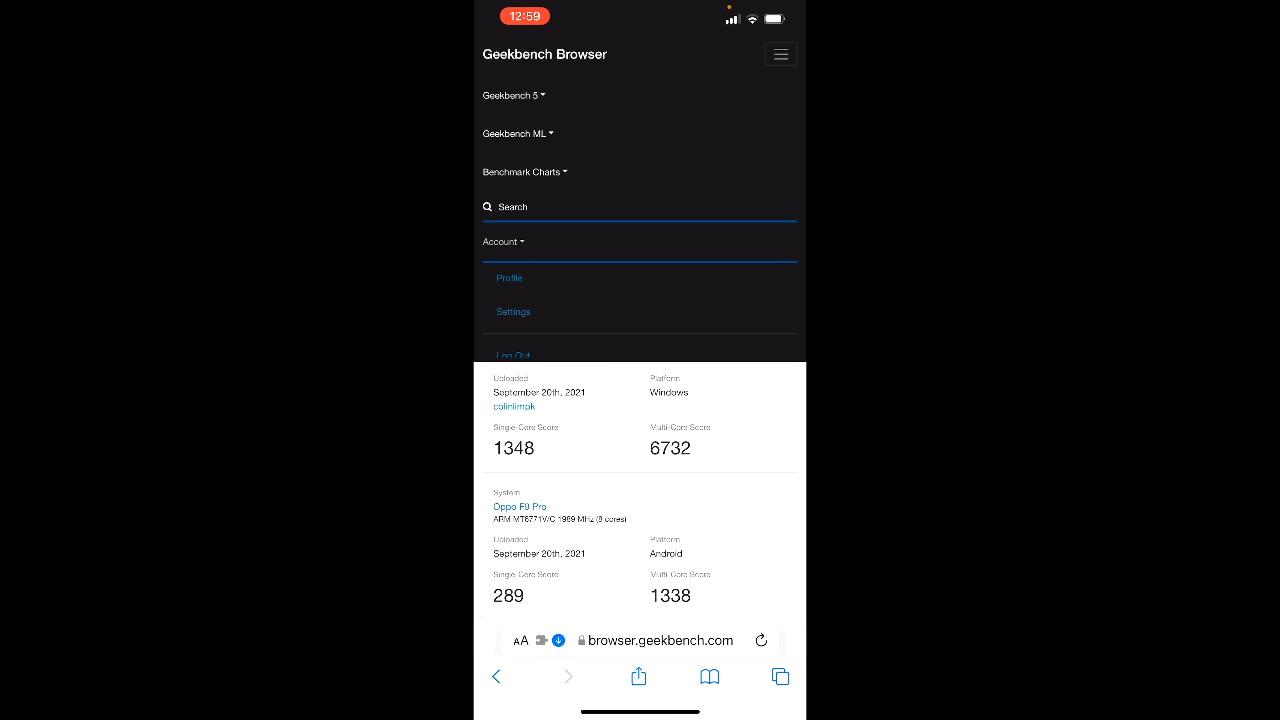 12:59
Geekbench Browser
Geekbench 5
Geekbench ML
Benchmark Charts
Search
Account
Profile
Settings
Log Out
Uploaded Platform
September 20th, 2021 Windows
colinlimpk
Single-Core Score Multi-Core Score
1348 6732
System
Oppo F9 Pro
ARM MT6771V/C 1989 MHz (8 cores)
Uploaded Platform
September 20th, 2021 Android
Single-Core Score Multi-Core Score
289 1338
AA browser.geekbench.com